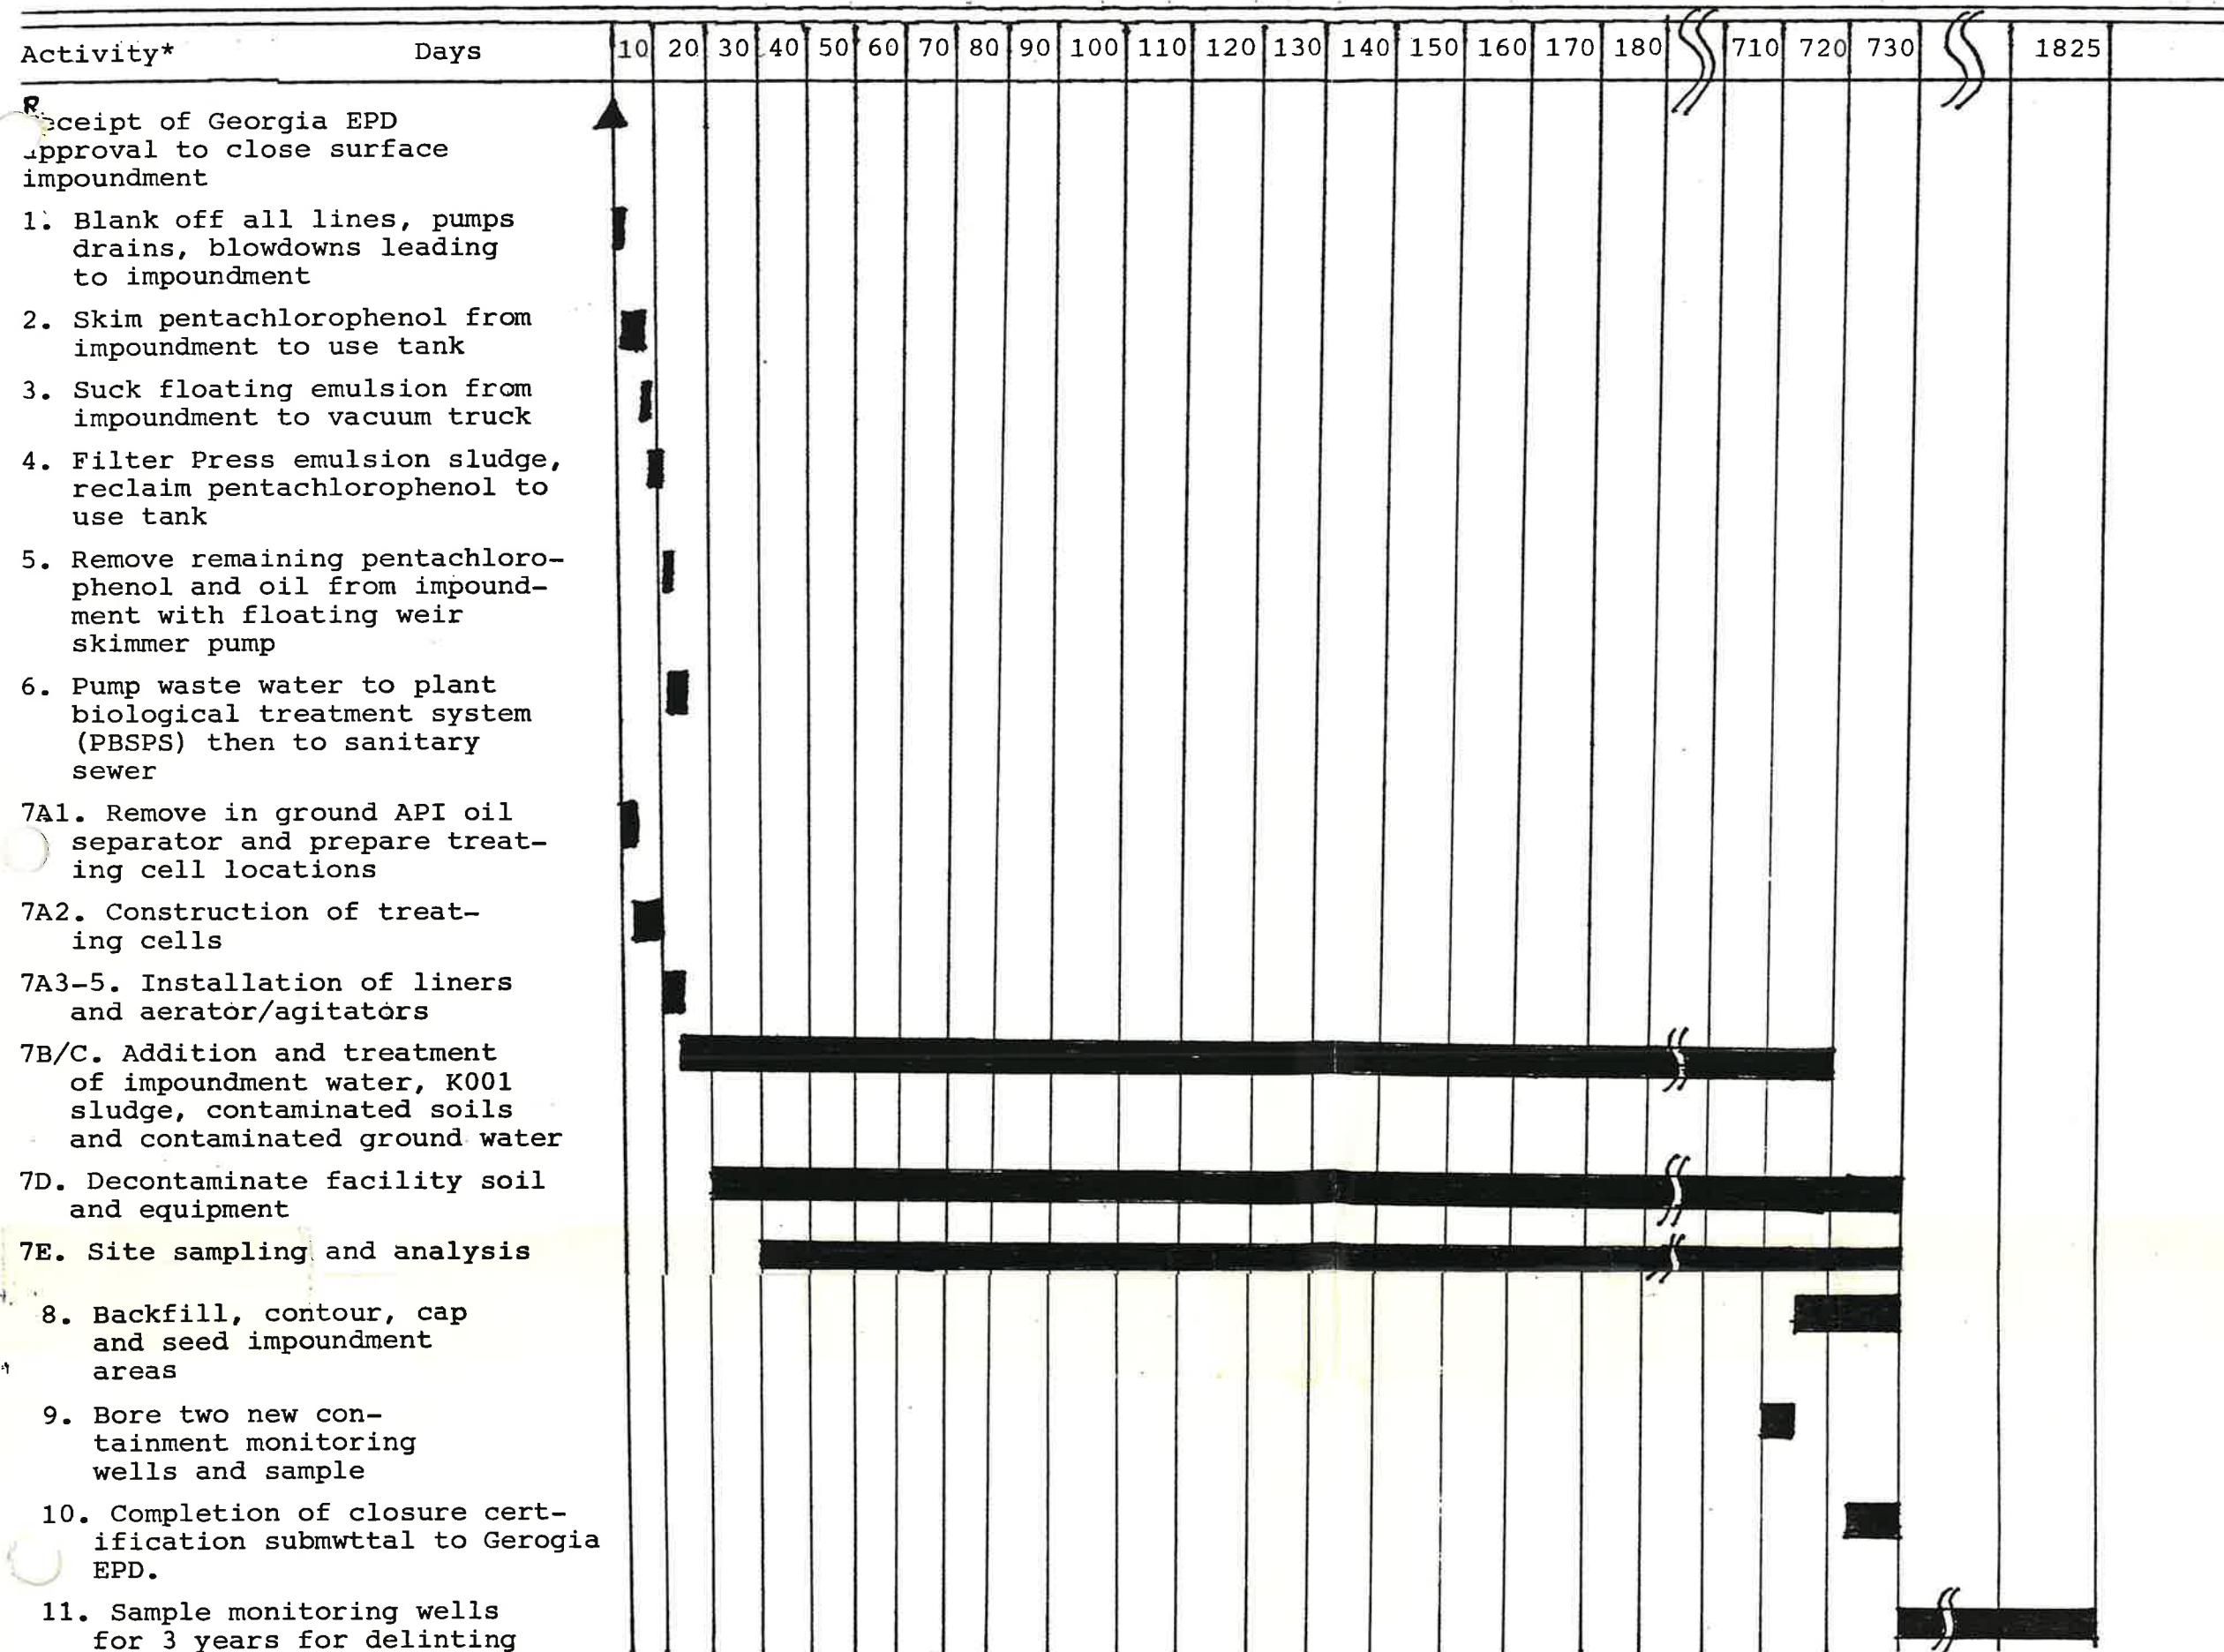 Activity* Days 10 20 30 40 50 60 70 80 90 100 110 120 130 140 150 160 170 180 710 720 730 1825
Receipt of Georgia EPD
approval to close surface
impoundment
1. Blank off all lines, pumps
drains, blowdowns leading
to impoundment
2. Skim pentachlorophenol from
impoundment to use tank
3. Suck floating emulsion from
impoundment to vacuum truck
4. Filter Press emulsion sludge,
reclaim pentachlorophenol to
use tank
5. Remove remaining pentachloro-
phenol and oil from impound-
ment with floating weir
skimmer pump
6. Pump waste water to plant
biological treatment system
(PBSPS) then to sanitary
sewer
7A1. Remove in ground API oil
separator and prepare treat-
ing cell locations
7A2. Construction of treat-
ing cells
7A3-5. Installation of liners
and aerator/agitators
7B/C. Addition and treatment
of impoundment water, K001
sludge, contaminated soils
and contaminated ground water
7D. Decontaminate facility soil
and equipment
7E. Site sampling and analysis
8. Backfill, contour, cap
and seed impoundment
areas
9. Bore two new con-
tainment monitoring
wells and sample
10. Completion of closure cert-
ification submwttal to Gerogia
EPD.
11. Sample monitoring wells
for 3 years for delinting